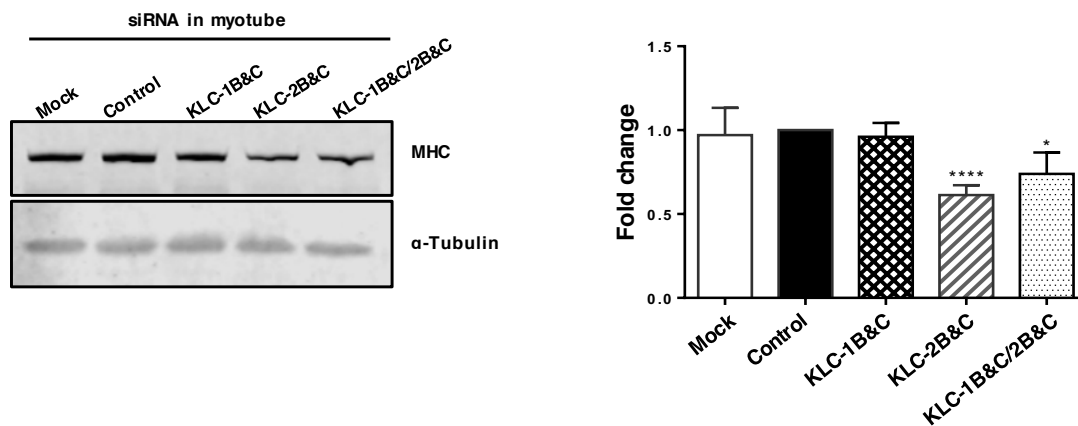 siRNA in myotube
Mock
Control
KLC-1B&C
KLC-2B&C
KLC-1B&C/2B&C
MHC
α-Tubulin
Fold change
1.5
1.0
0.5
0.0
****
*
Mock
Control
KLC-1B&C
KLC-2B&C
KLC-1B&C/2B&C